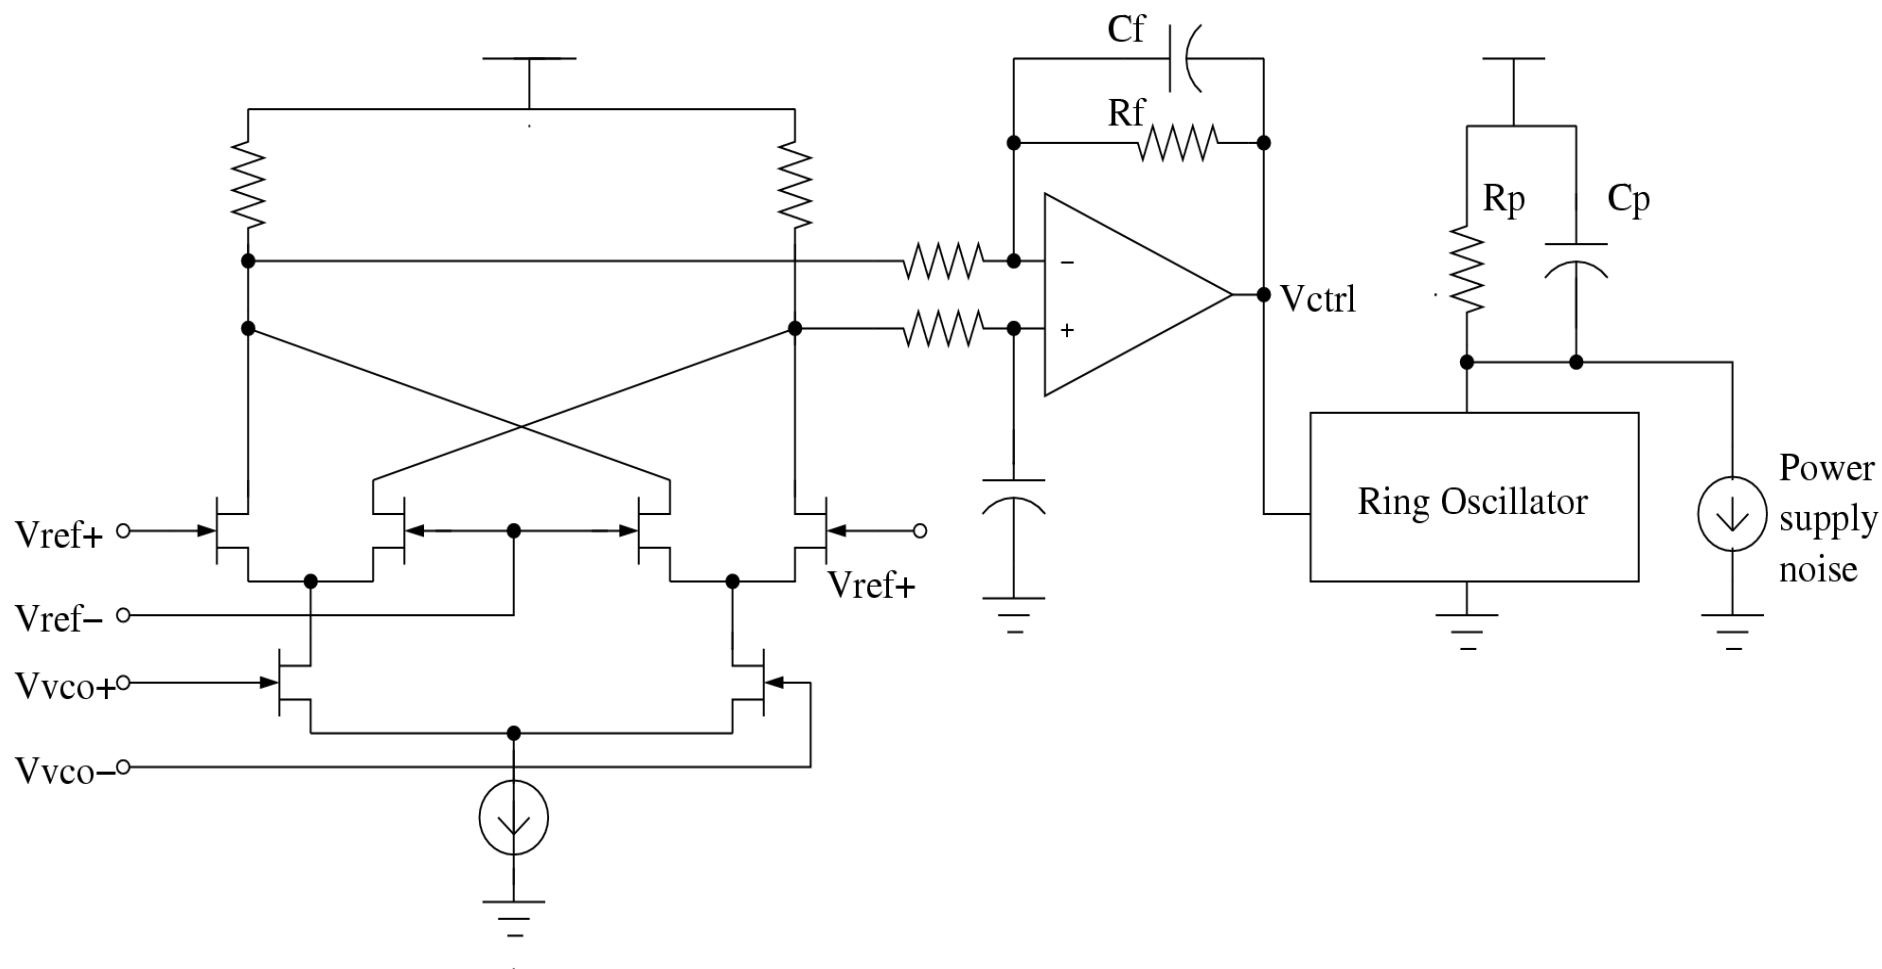 Cf
Rf
Rp
Cp
−
+
Vctrl
Ring Oscillator
Power
supply
noise
Vref+
Vref+
Vref−
Vvco+
Vvco−